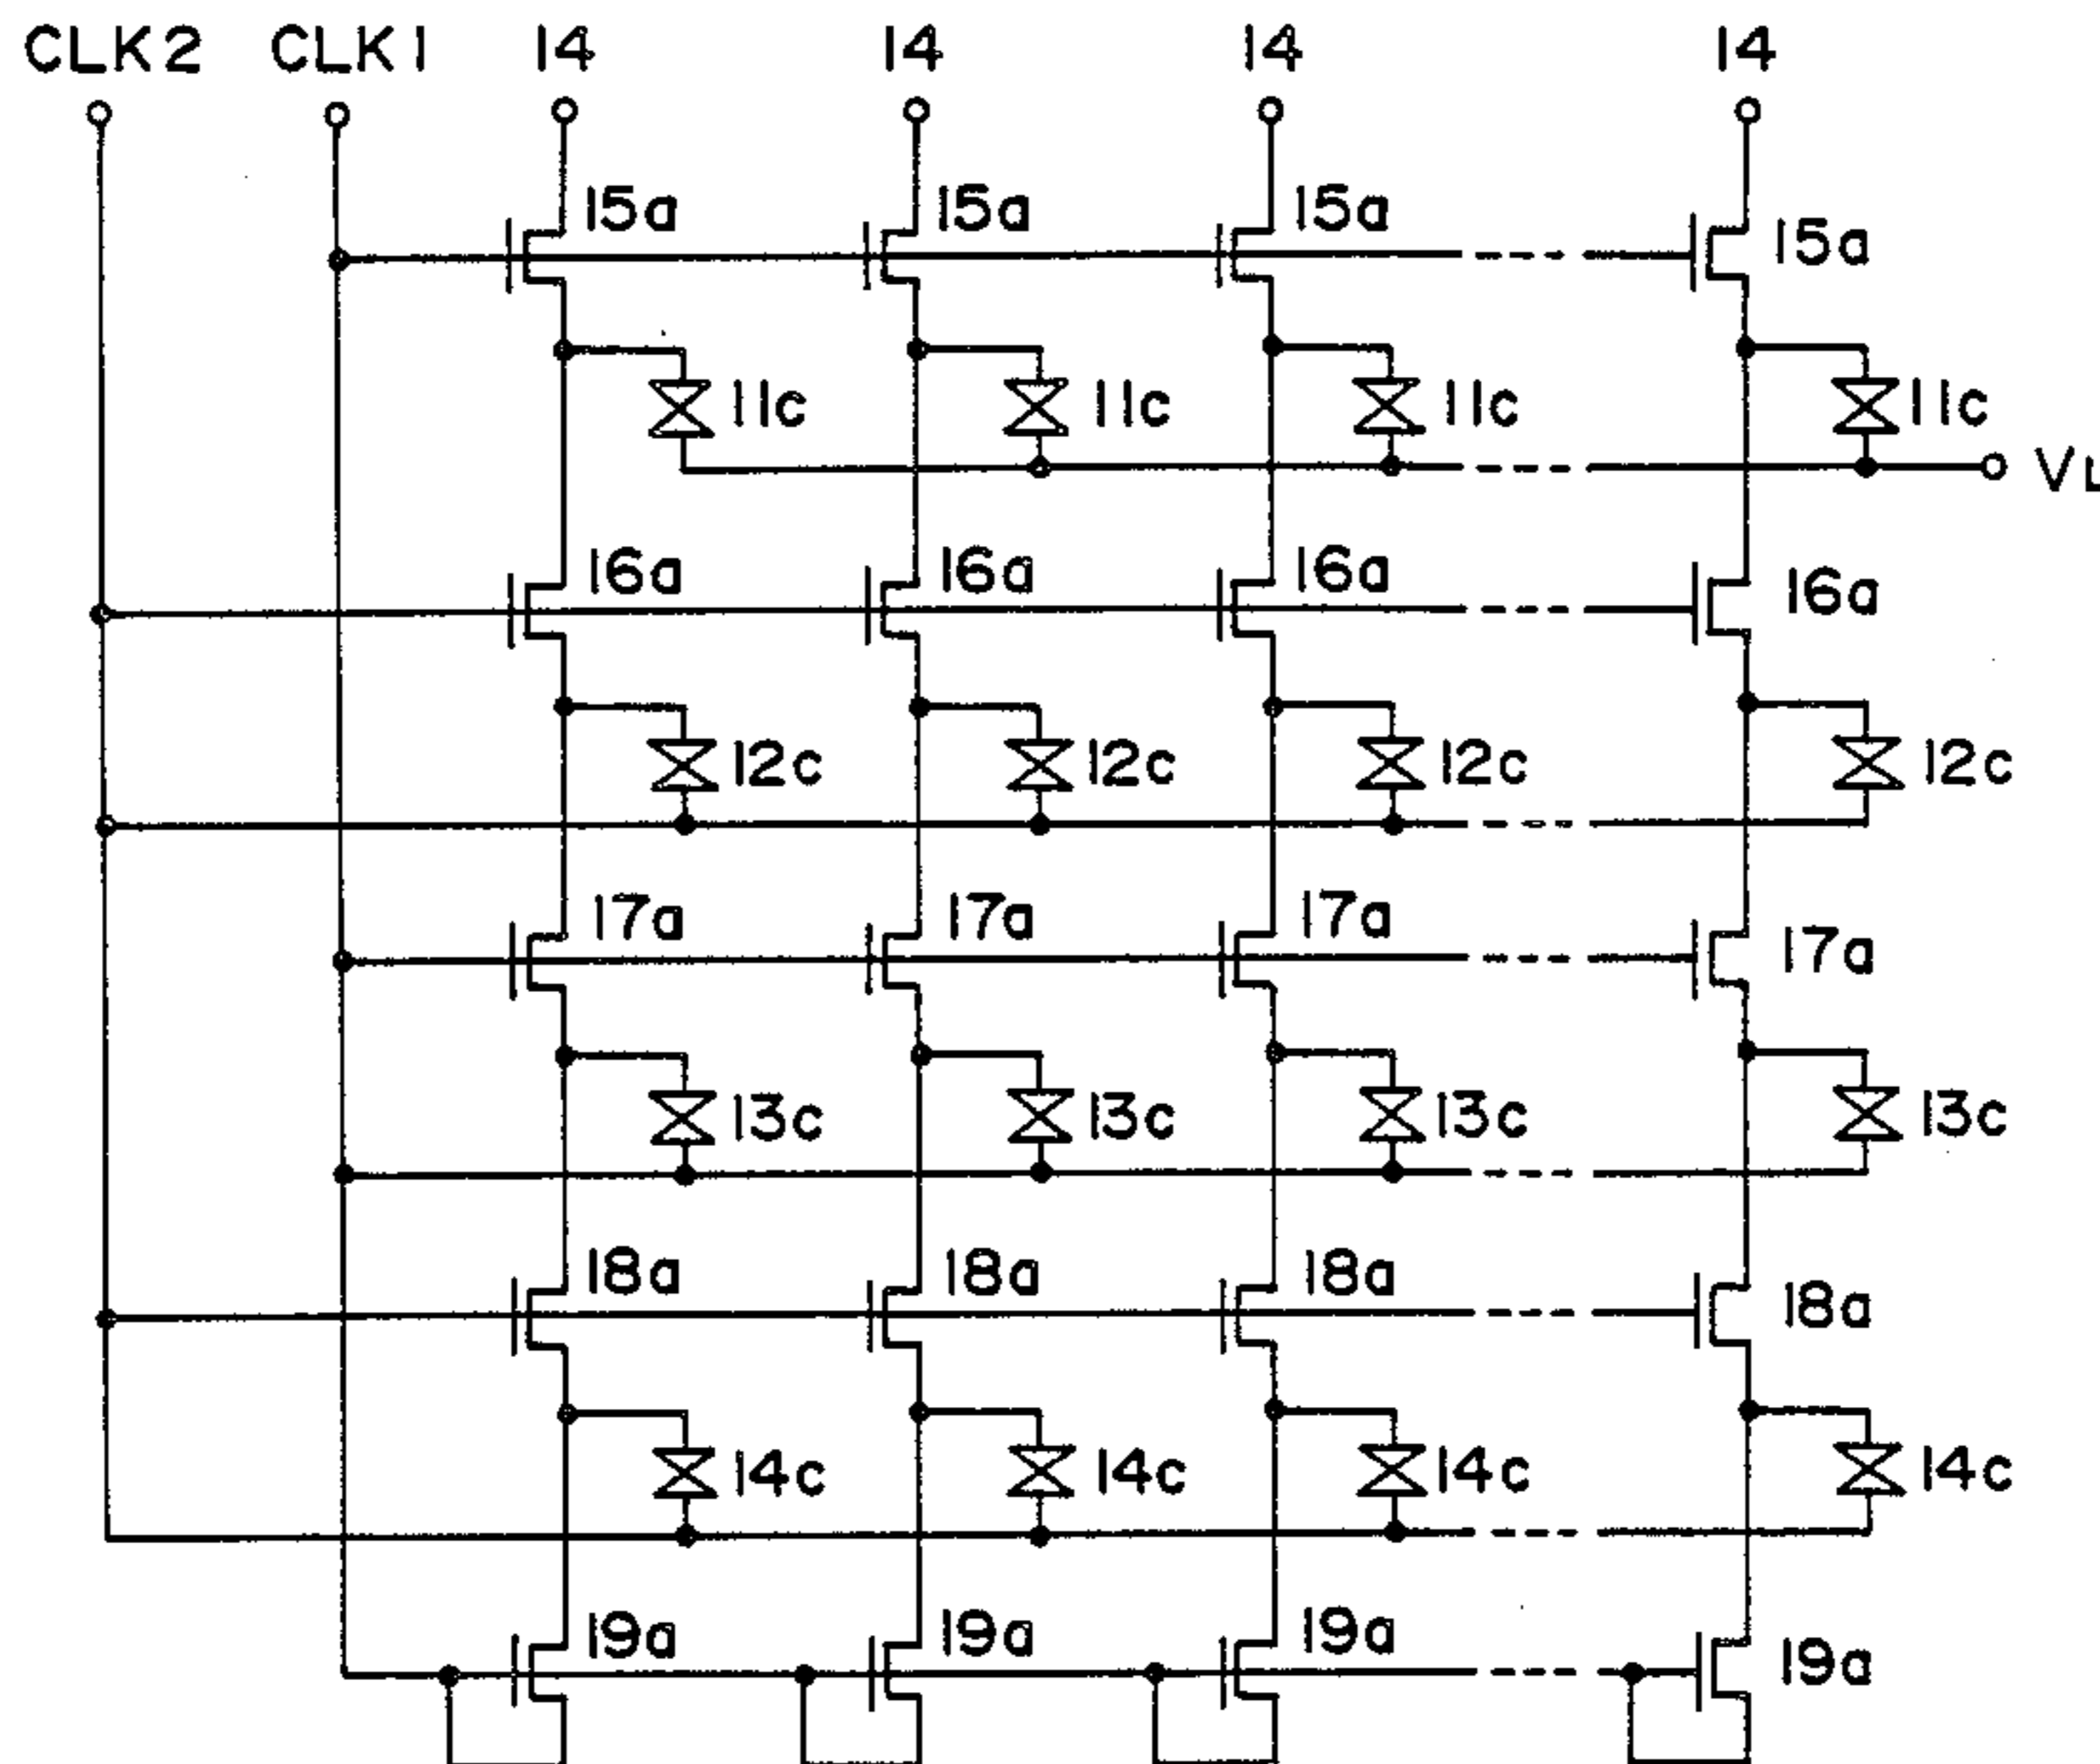 CLK2 CLK1 14 14 14 14
15a 15a 15a 15a
11c 11c 11c 11c
VL
16a 16a 16a 16a
12c 12c 12c 12c
17a 17a 17a 17a
13c 13c 13c 13c
18a 18a 18a 18a
14c 14c 14c 14c
19a 19a 19a 19a